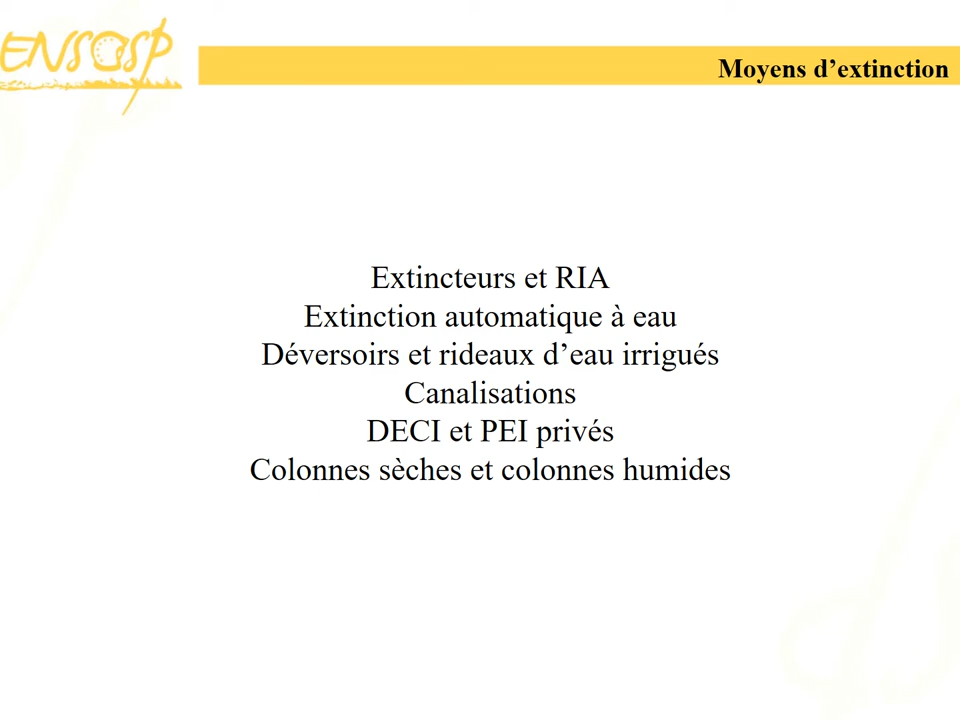 ENSOSP
Moyens d’extinction
Extincteurs et RIA
Extinction automatique à eau
Déversoirs et rideaux d’eau irrigués
Canalisations
DECI et PEI privés
Colonnes sèches et colonnes humides